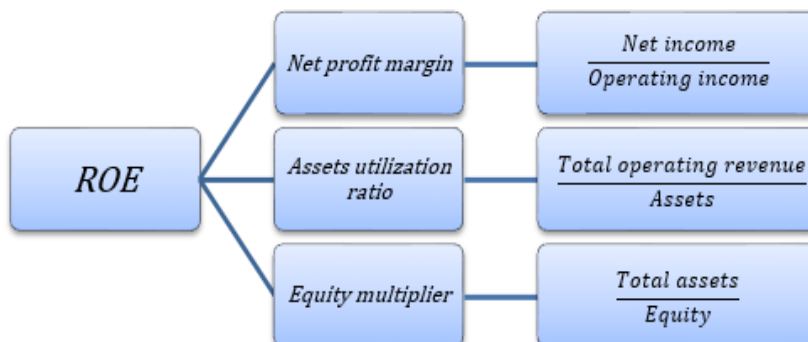 ROE
Net profit margin
Net income
Operating income
Assets utilization
ratio
Total operating revenue
Assets
Equity multiplier
Total assets
Equity